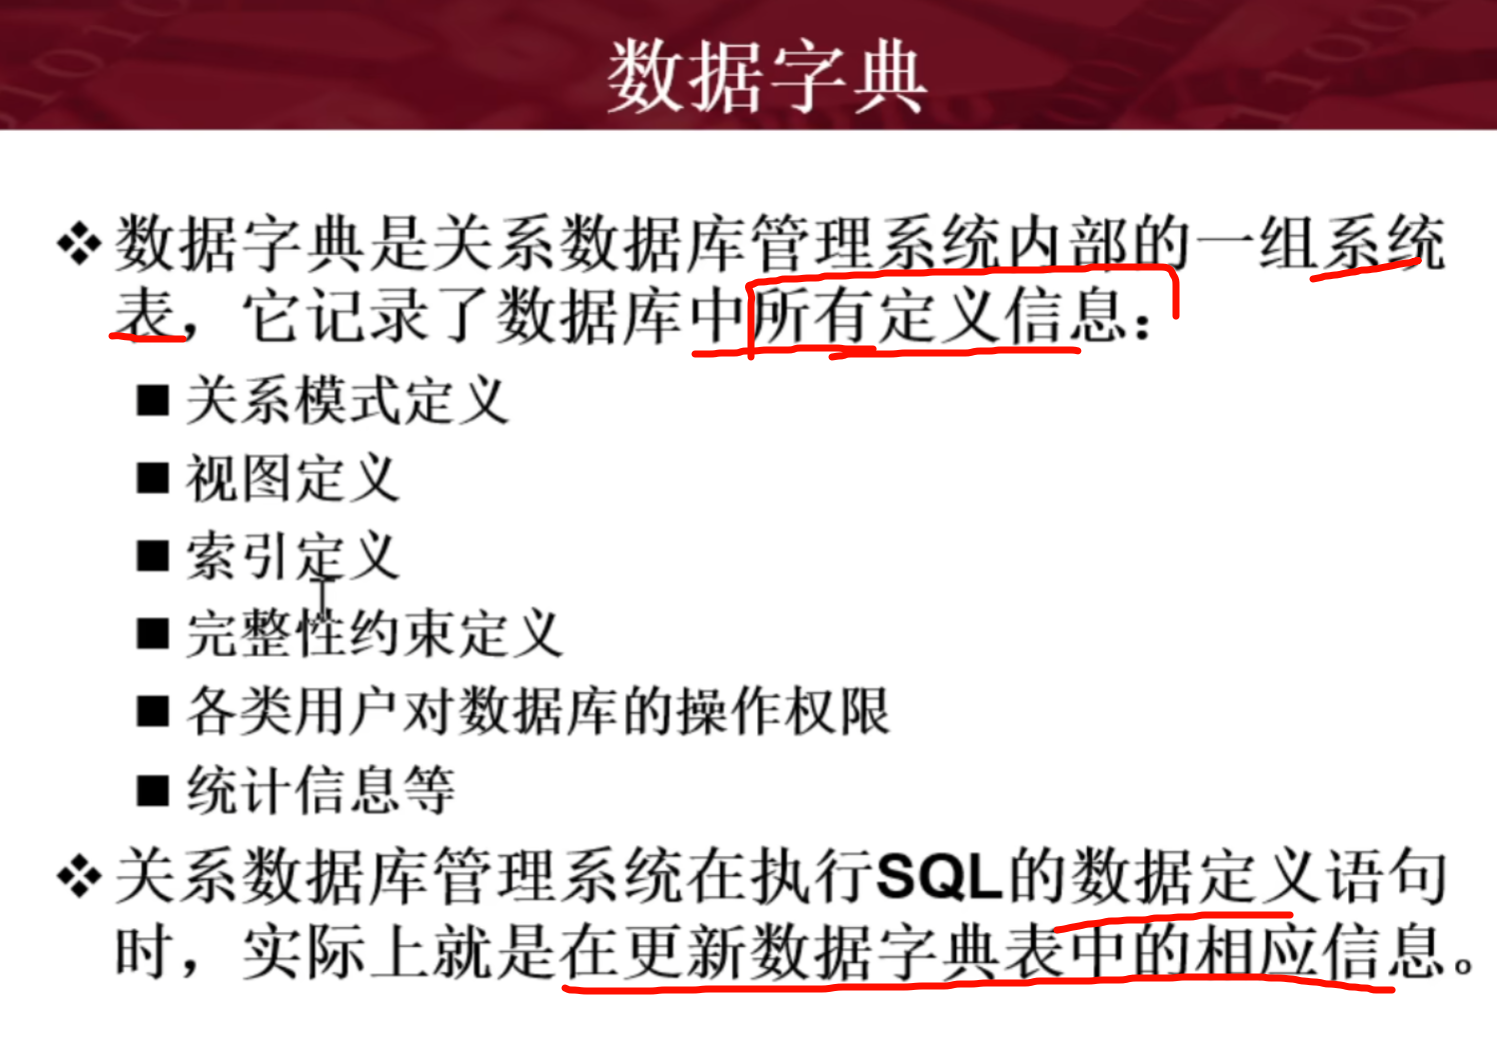 数据字典
❖数据字典是关系数据库管理系统内部的一组系统
表，它记录了数据库中所有定义信息：
■ 关系模式定义
■ 视图定义
■ 索引定义
■ 完整性约束定义
■ 各类用户对数据库的操作权限
■ 统计信息等
❖关系数据库管理系统在执行SQL的数据定义语句
时，实际上就是在更新数据字典表中的相应信息。